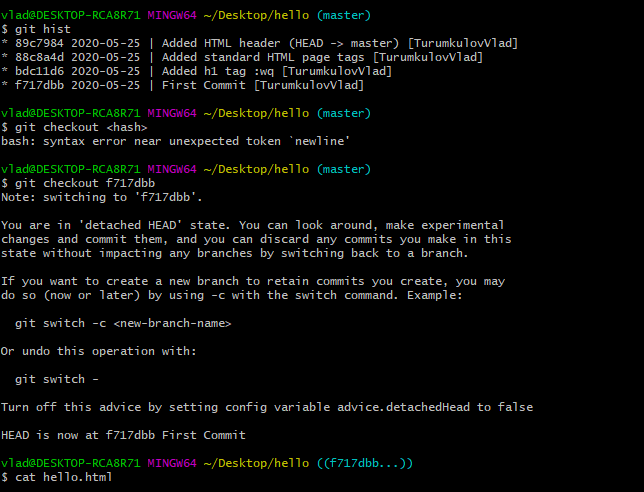 vlad@DESKTOP-RCA8R71 MINGW64 ~/Desktop/hello (master)
$ git hist
* 89c7984 2020-05-25 | Added HTML header (HEAD -> master) [TurumkulovVlad]
* 88c8a4d 2020-05-25 | Added standard HTML page tags [TurumkulovVlad]
* bdc11d6 2020-05-25 | Added h1 tag :wq [TurumkulovVlad]
* f717dbb 2020-05-25 | First Commit [TurumkulovVlad]
vlad@DESKTOP-RCA8R71 MINGW64 ~/Desktop/hello (master)
$ git checkout <hash>
bash: syntax error near unexpected token `newline'
vlad@DESKTOP-RCA8R71 MINGW64 ~/Desktop/hello (master)
$ git checkout f717dbb
Note: switching to 'f717dbb'.
You are in 'detached HEAD' state. You can look around, make experimental
changes and commit them, and you can discard any commits you make in this
state without impacting any branches by switching back to a branch.
If you want to create a new branch to retain commits you create, you may
do so (now or later) by using -c with the switch command. Example:
git switch -c <new-branch-name>
Or undo this operation with:
git switch -
Turn off this advice by setting config variable advice.detachedHead to false
HEAD is now at f717dbb First Commit
vlad@DESKTOP-RCA8R71 MINGW64 ~/Desktop/hello ((f717dbb...))
$ cat hello.html